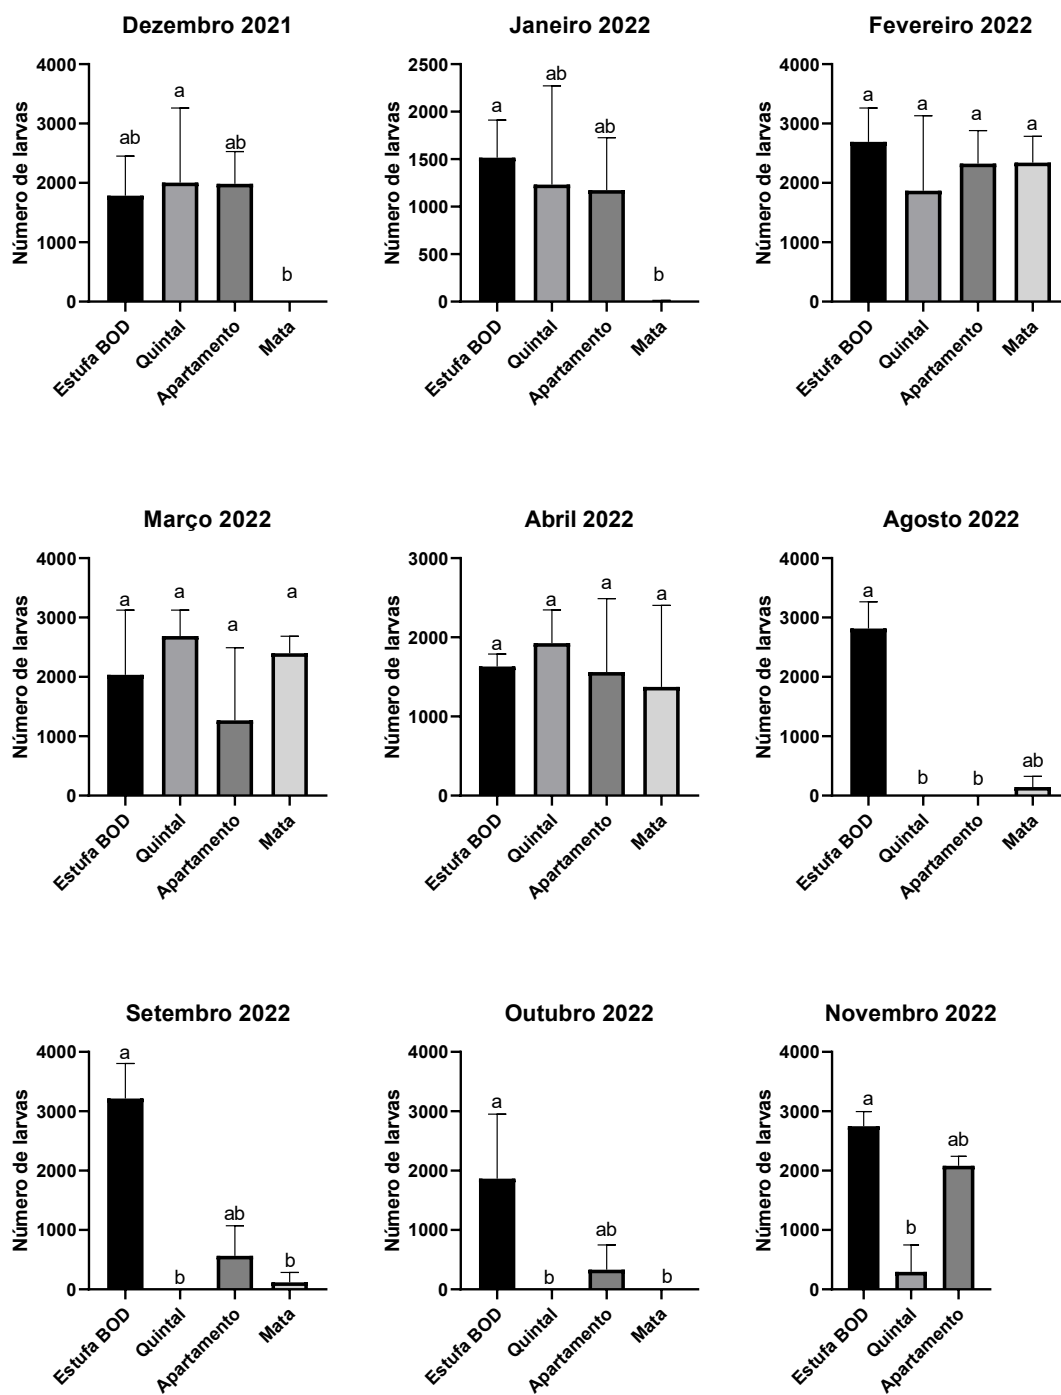 Dezembro 2021
Número de larvas
4000
3000
2000
1000
0
ab
a
ab
b
Estufa BOD
Quintal
Apartamento
Mata
Janeiro 2022
Número de larvas
2500
2000
1500
1000
500
0
a
ab
ab
b
Estufa BOD
Quintal
Apartamento
Mata
Fevereiro 2022
Número de larvas
4000
3000
2000
1000
0
a
a
a
a
Estufa BOD
Quintal
Apartamento
Mata
Março 2022
Número de larvas
4000
3000
2000
1000
0
a
a
a
a
Estufa BOD
Quintal
Apartamento
Mata
Abril 2022
Número de larvas
3000
2000
1000
0
a
a
a
a
Estufa BOD
Quintal
Apartamento
Mata
Agosto 2022
Número de larvas
4000
3000
2000
1000
0
a
b
b
ab
Estufa BOD
Quintal
Apartamento
Mata
Setembro 2022
Número de larvas
4000
3000
2000
1000
0
a
b
ab
b
Estufa BOD
Quintal
Apartamento
Mata
Outubro 2022
Número de larvas
4000
3000
2000
1000
0
a
b
ab
b
Estufa BOD
Quintal
Apartamento
Mata
Novembro 2022
Número de larvas
4000
3000
2000
1000
0
a
b
ab
Estufa BOD
Quintal
Apartamento